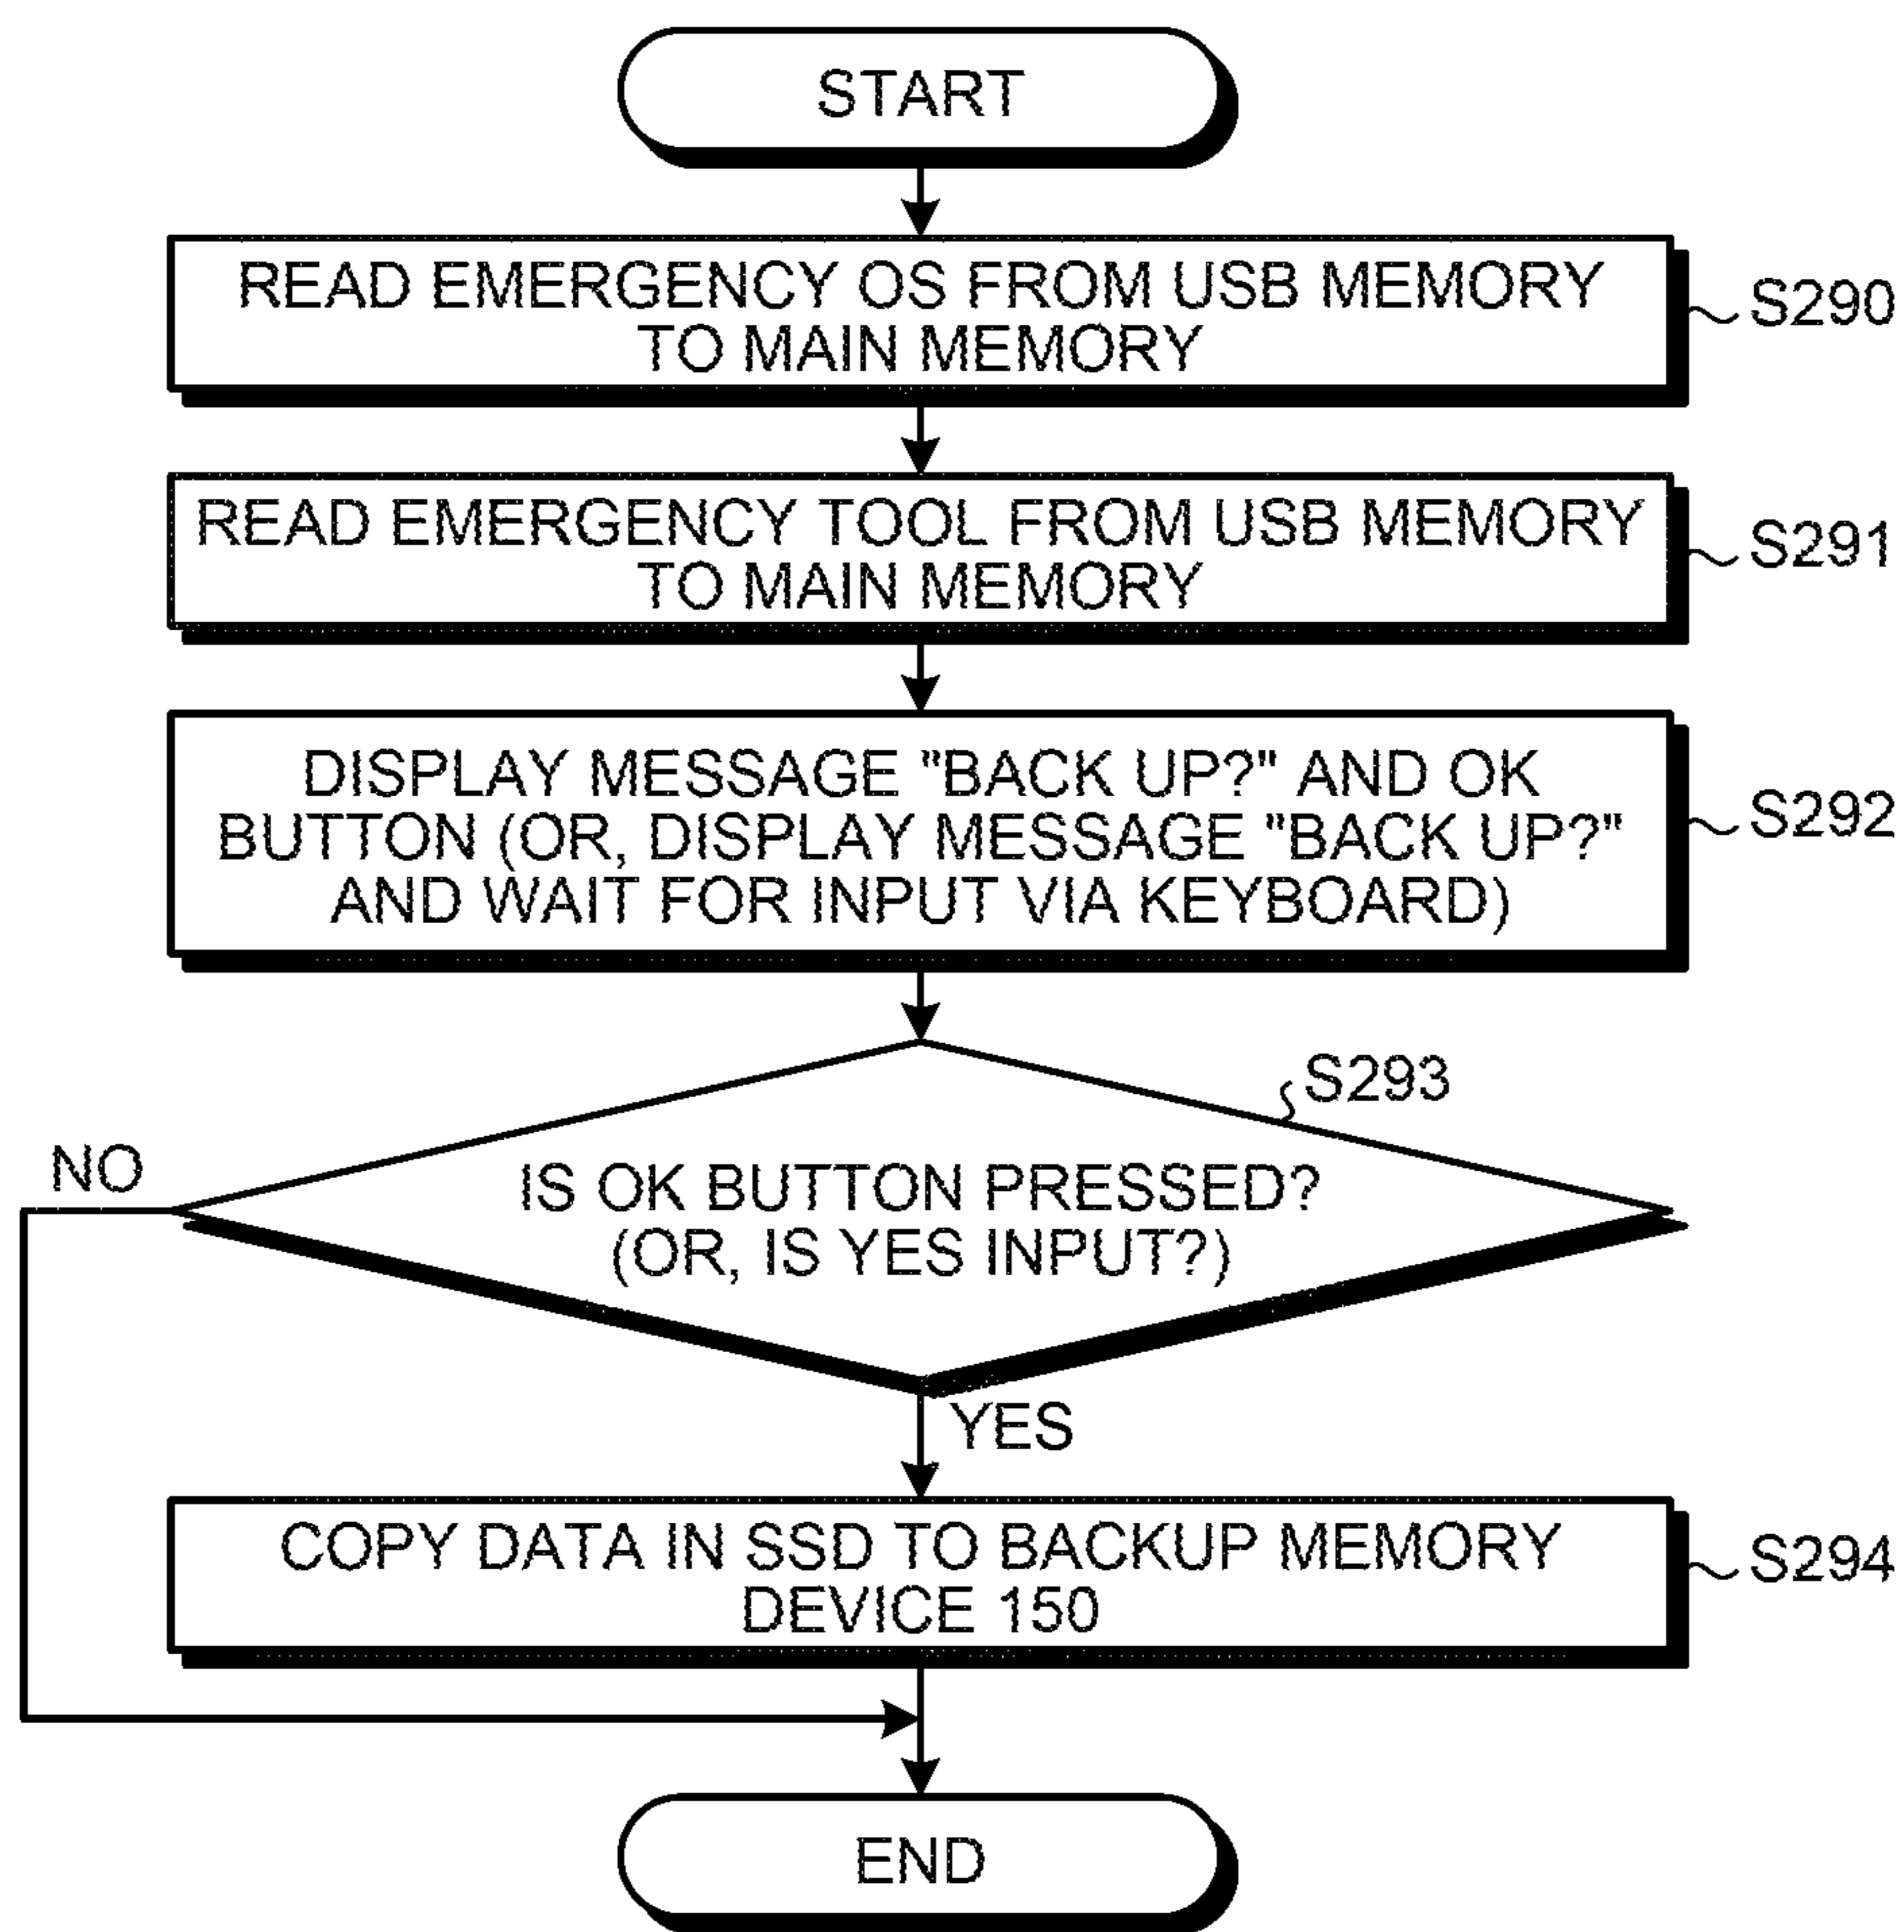 START
READ EMERGENCY OS FROM USB MEMORY
TO MAIN MEMORY
S290
READ EMERGENCY TOOL FROM USB MEMORY
TO MAIN MEMORY
S291
DISPLAY MESSAGE "BACK UP?" AND OK
BUTTON (OR, DISPLAY MESSAGE "BACK UP?"
AND WAIT FOR INPUT VIA KEYBOARD)
S292
S293
NO
IS OK BUTTON PRESSED?
(OR, IS YES INPUT?)
YES
COPY DATA IN SSD TO BACKUP MEMORY
DEVICE 150
S294
END